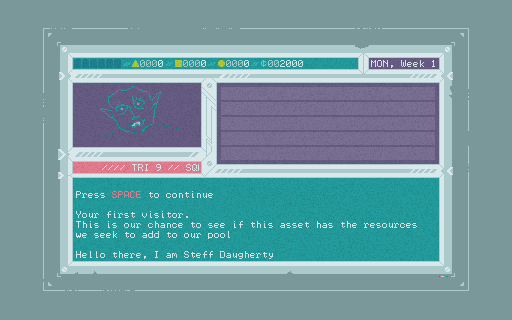 0000 0000 0000 ¢002000 MON, Week 1
//// TRI 9 // SQ
Press SPACE to continue
Your first visitor.
This is our chance to see if this asset has the resources
we seek to add to our pool
Hello there, I am Steff Daugherty